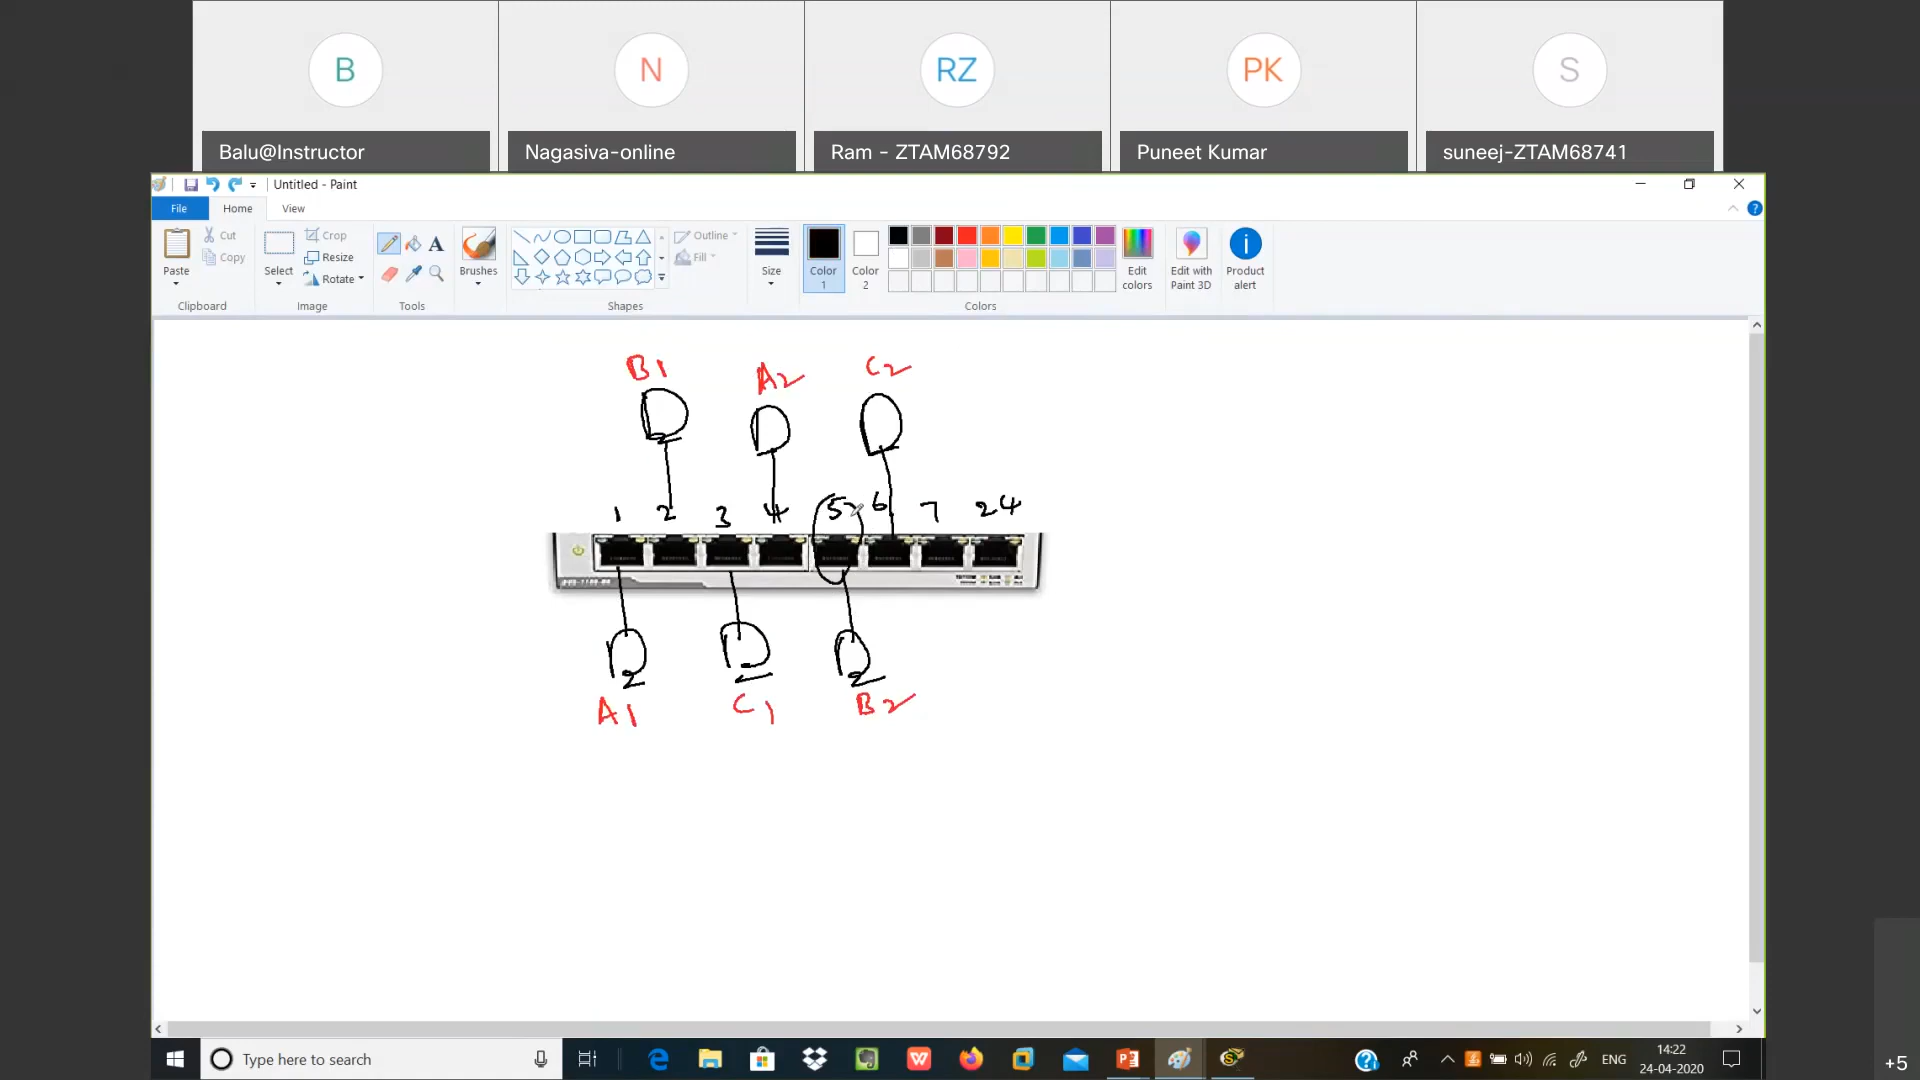 B N RZ PK S
Balu@Instructor Nagasiva-online Ram - ZTAM68792 Puneet Kumar suneej-ZTAM68741
Untitled - Paint
File Home View
Paste Cut Copy Select Crop Resize Rotate A Brushes Outline Fill Size Color 1 Color 2 Edit colors Edit with Paint 3D Product alert
Clipboard Image Tools Shapes Colors
B1 A2 C2
1 2 3 4 5 6 7 24
A1 C1 B2
Type here to search ENG 14:22
24-04-2020
+5